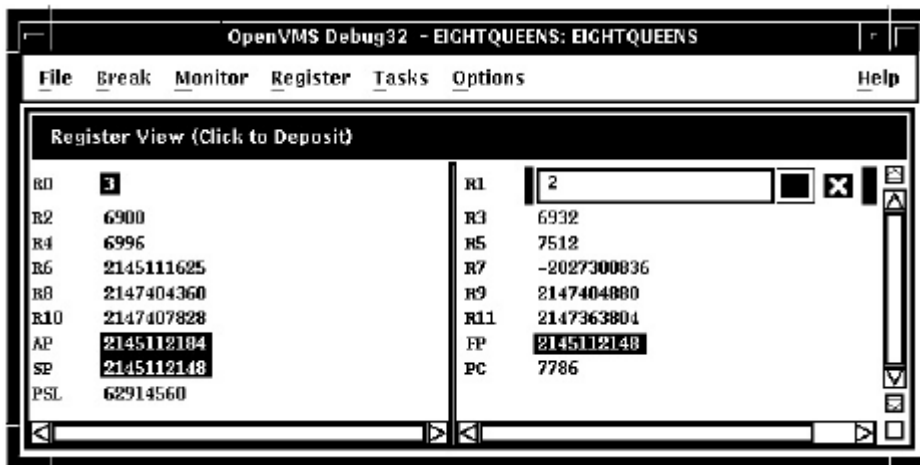 OpenVMS Debug32 - EIGHTQUEENS: EIGHTQUEENS
File Break Monitor Register Tasks Options Help
Register View (Click to Deposit)
R0 3 R1 2
R2 6900 R3 6932
R4 6996 R5 7512
R6 2145111625 R7 -2027300836
R8 2147404360 R9 2147404880
R10 2147407828 R11 2147363804
AP 2145112184 FP 2145112148
SP 2145112148 PC 7786
PSL 62914560